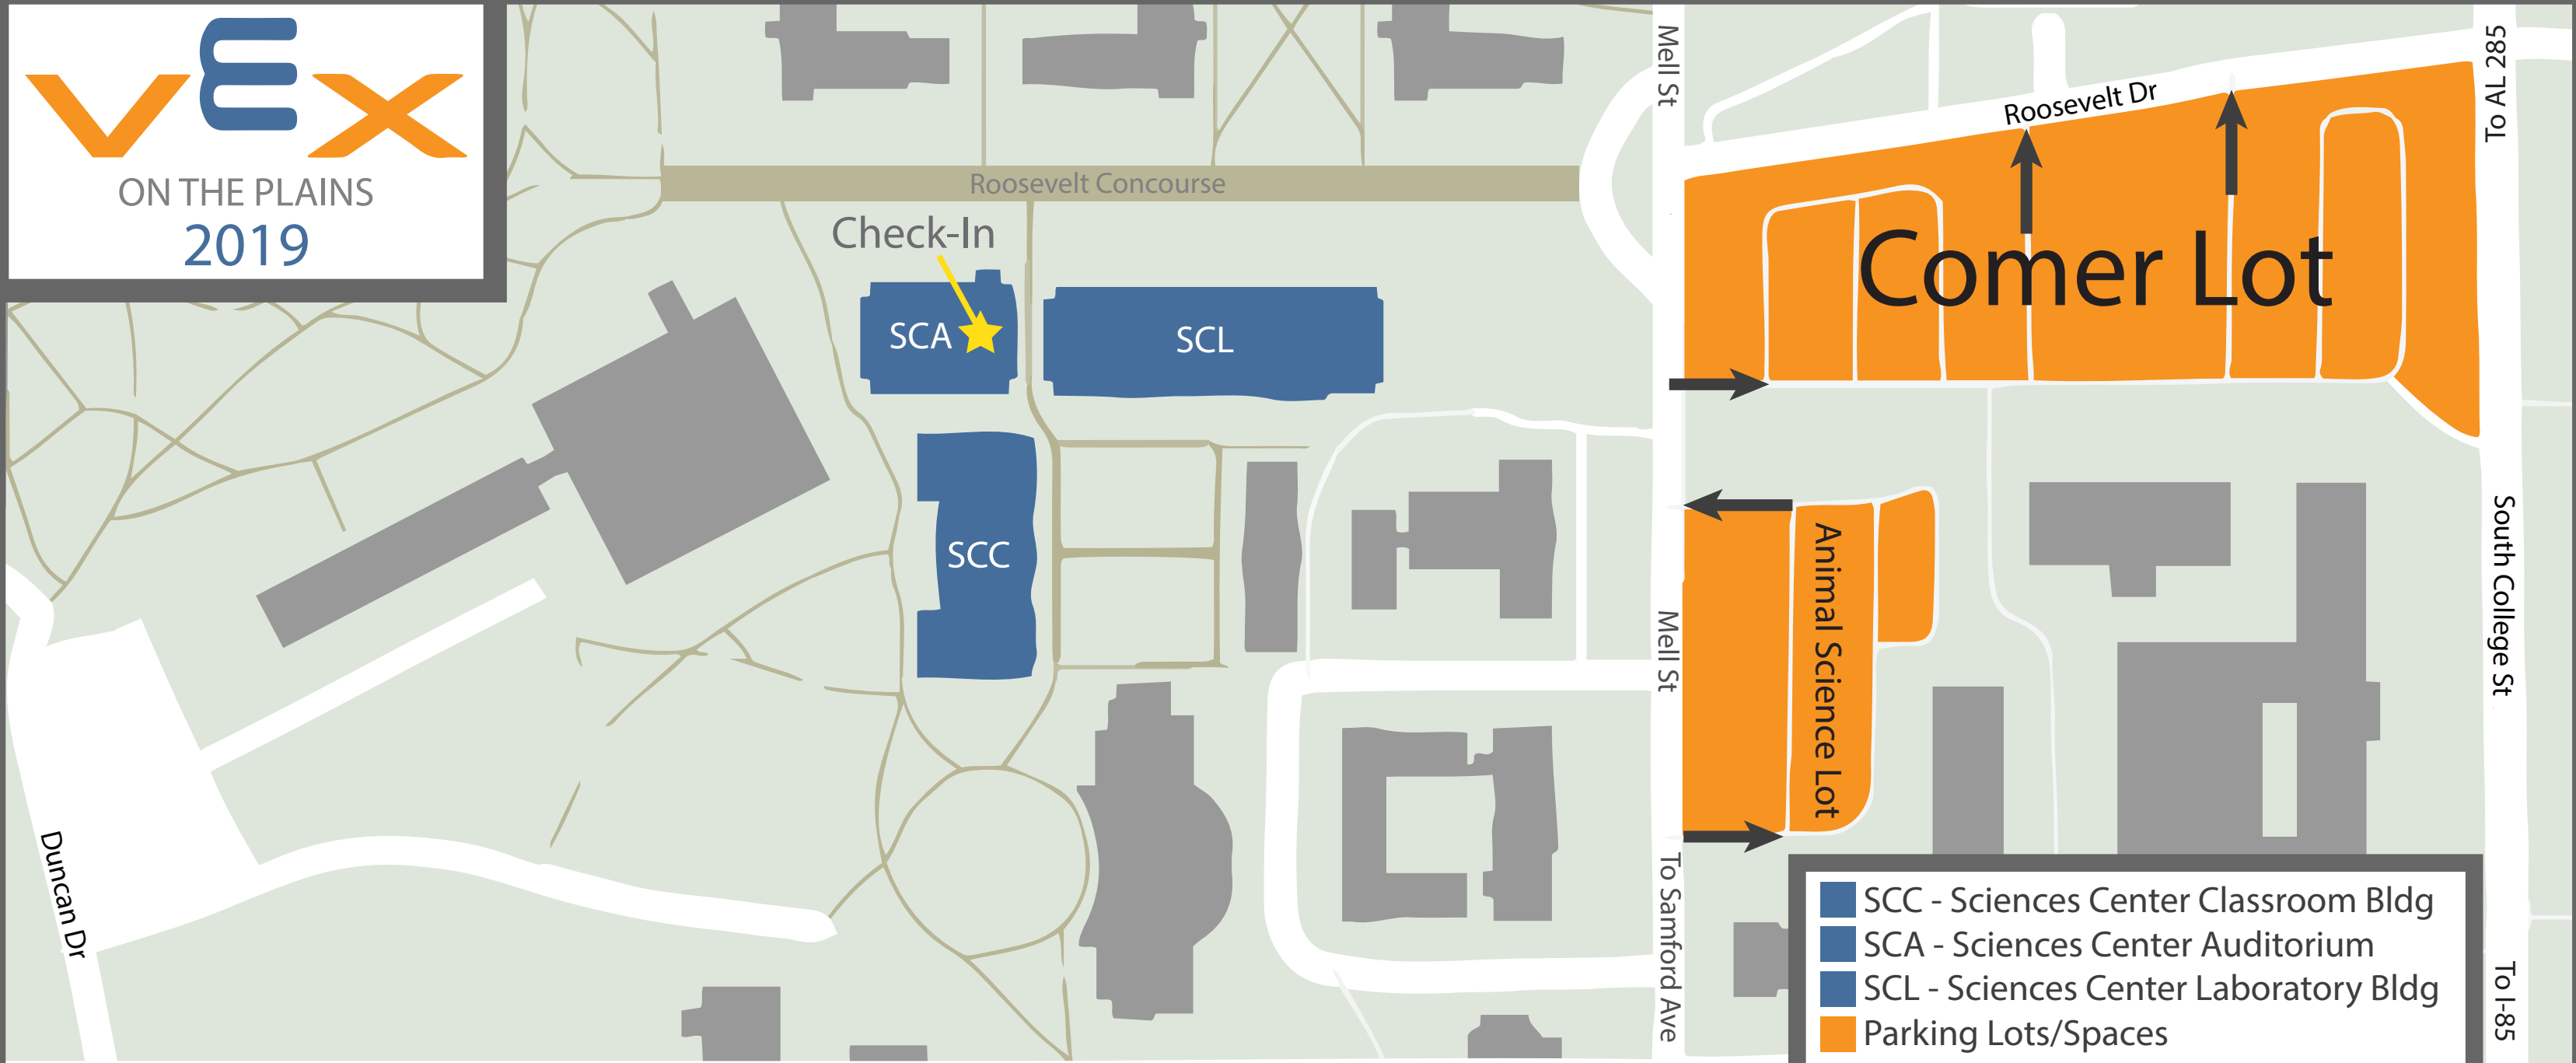 VEX
ON THE PLAINS
2019
Mell St
Roosevelt Dr
To AL 285
Roosevelt Concourse
Check-In
Comer Lot
SCA
SCL
SCC
Animal Science Lot
Mell St
South College St
Duncan Dr
To Samford Ave
To I-85
SCC - Sciences Center Classroom Bldg
SCA - Sciences Center Auditorium
SCL - Sciences Center Laboratory Bldg
Parking Lots/Spaces